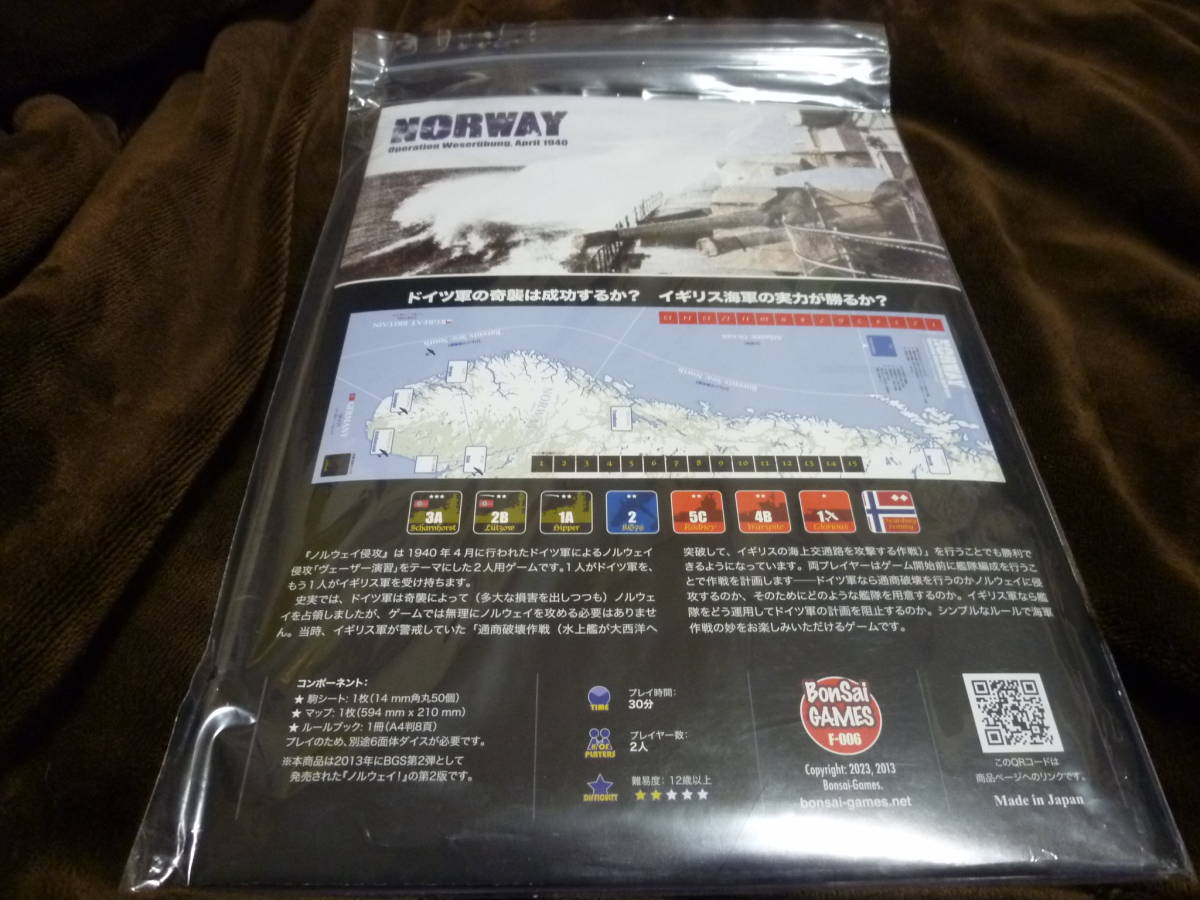 NORWAY
Operation Weserübung, April 1940
ドイツ軍の奇襲は成功するか? イギリス海軍の実力が勝るか?
GREAT BRITAIN
Barents Sea North
GERMANY
NORWAY
1 2 3 4 5 6 7 8 9 10 11 12 13 14 15
3A
Scharnhorst
2B
Lützow
1A
Hipper
2
5C
Rodney
4B
Warspite
1
Glorious
『ノルウェイ侵攻』は1940年4月に行われたドイツ軍によるノルウェイ
侵攻「ヴェーザー演習」をテーマにした2人用ゲームです。1人がドイツ軍を、
もう1人がイギリス軍を受け持ちます。
史実では、ドイツ軍は奇襲によって(多大な損害を出しつつも)ノルウェ
イを占領しましたが、ゲームでは無理にノルウェイを攻める必要はありませ
ん。当時、イギリス軍が警戒していた「通商破壊作戦(水上艦が大西洋へ
突破して、イギリスの海上交通路を攻撃する作戦)」を行うことでも勝利で
きるようになっています。両プレイヤーはゲーム開始前に艦隊編成を行うこ
とで作戦を計画します――ドイツ軍なら通商破壊を行うのかノルウェイに侵
攻するのか、そのためにどのような艦隊を用意するのか。イギリス軍なら艦
隊をどう運用してドイツ軍の計画を阻止するのか。シンプルなルールで海軍
作戦の妙をお楽しみいただけるゲームです。
コンポーネント:
★ 駒シート: 1枚(14 mm角丸50個)
★ マップ: 1枚(594 mm x 210 mm)
★ ルールブック: 1冊(A4判8頁)
プレイのため、別途6面体ダイスが必要です。
※本商品は2013年にBGS第2弾として
発売された『ノルウェイ!』の第2版です。
TIME
プレイ時間:
30分
# OF
PLAYERS
プレイヤー数:
2人
DIFFICULTY
難易度: 12歳以上
★★★★★
BonSai
GAMES
F-006
Copyright: 2023, 2013
Bonsai-Games.
bonsai-games.net
このQRコードは
商品ページへのリンクです。
Made in Japan